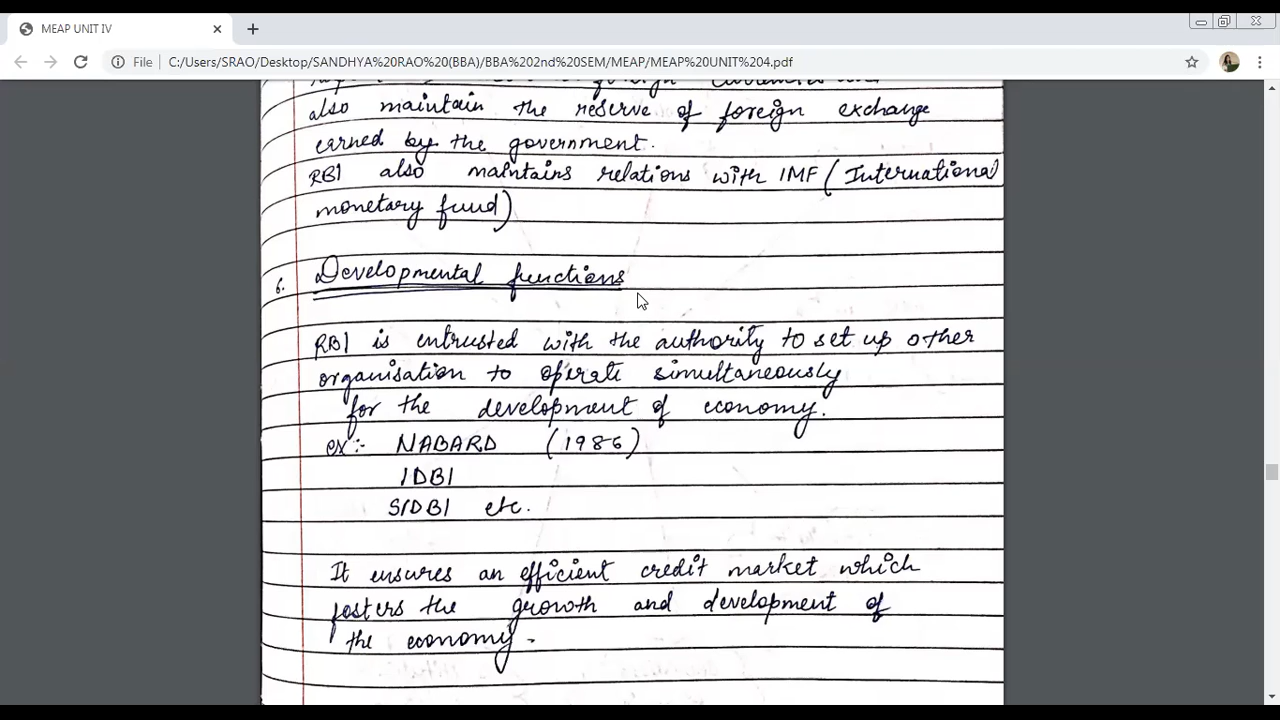 MEAP UNIT IV
File
C:/Users/SRAO/Desktop/SANDHYA%20RAO%20(BBA)/BBA%202nd%20SEM/MEAP/MEAP%20UNIT%204.pdf
also maintain the reserve of foreign exchange
earned by the government.
RBI also maintains relations with IMF (International
monetary fund)
6. Developmental functions
RBI is entrusted with the authority to set up other
organisation to operate simultaneously
for the development of economy.
ex:- NABARD (1986)
IDBI
SIDBI etc.
It ensures an efficient credit market which
fosters the growth and development of
the economy.